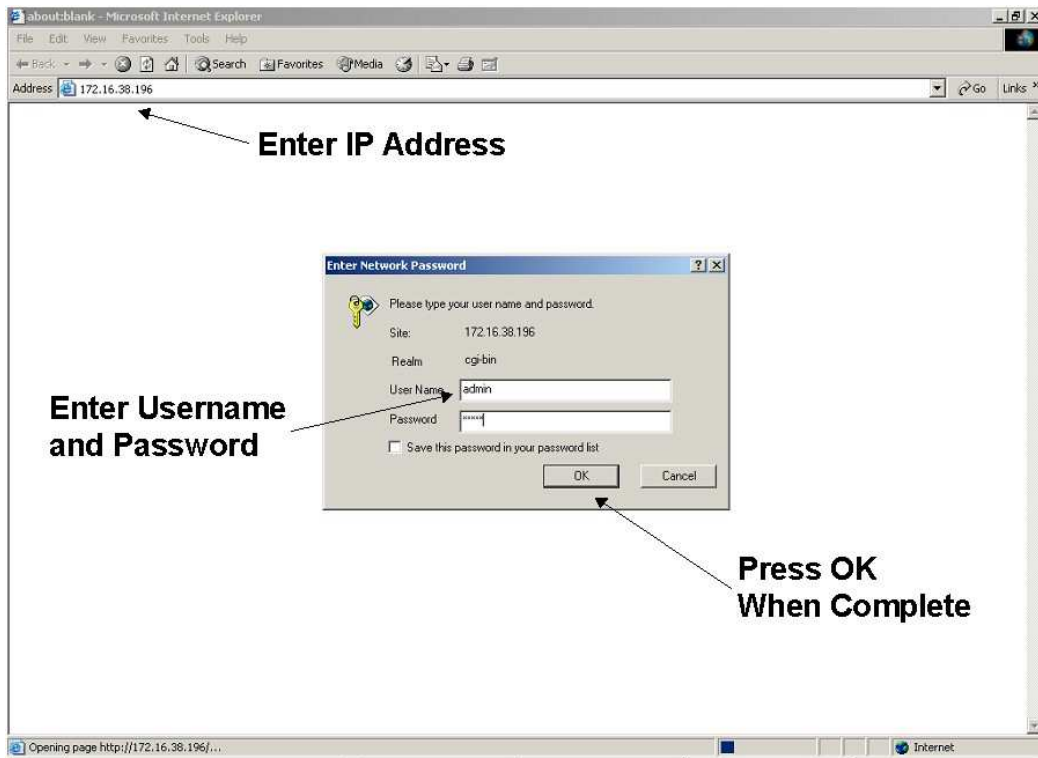 about:blank - Microsoft Internet Explorer
File Edit View Favorites Tools Help
Back Search Favorites Media
Address 172.16.38.196 Go Links »
Enter IP Address
Enter Network Password
Please type your user name and password.
Site: 172.16.38.196
Realm cgi-bin
User Name admin
Password *****
Save this password in your password list
OK Cancel
Enter Username
and Password
Press OK
When Complete
Opening page http://172.16.38.196/... Internet